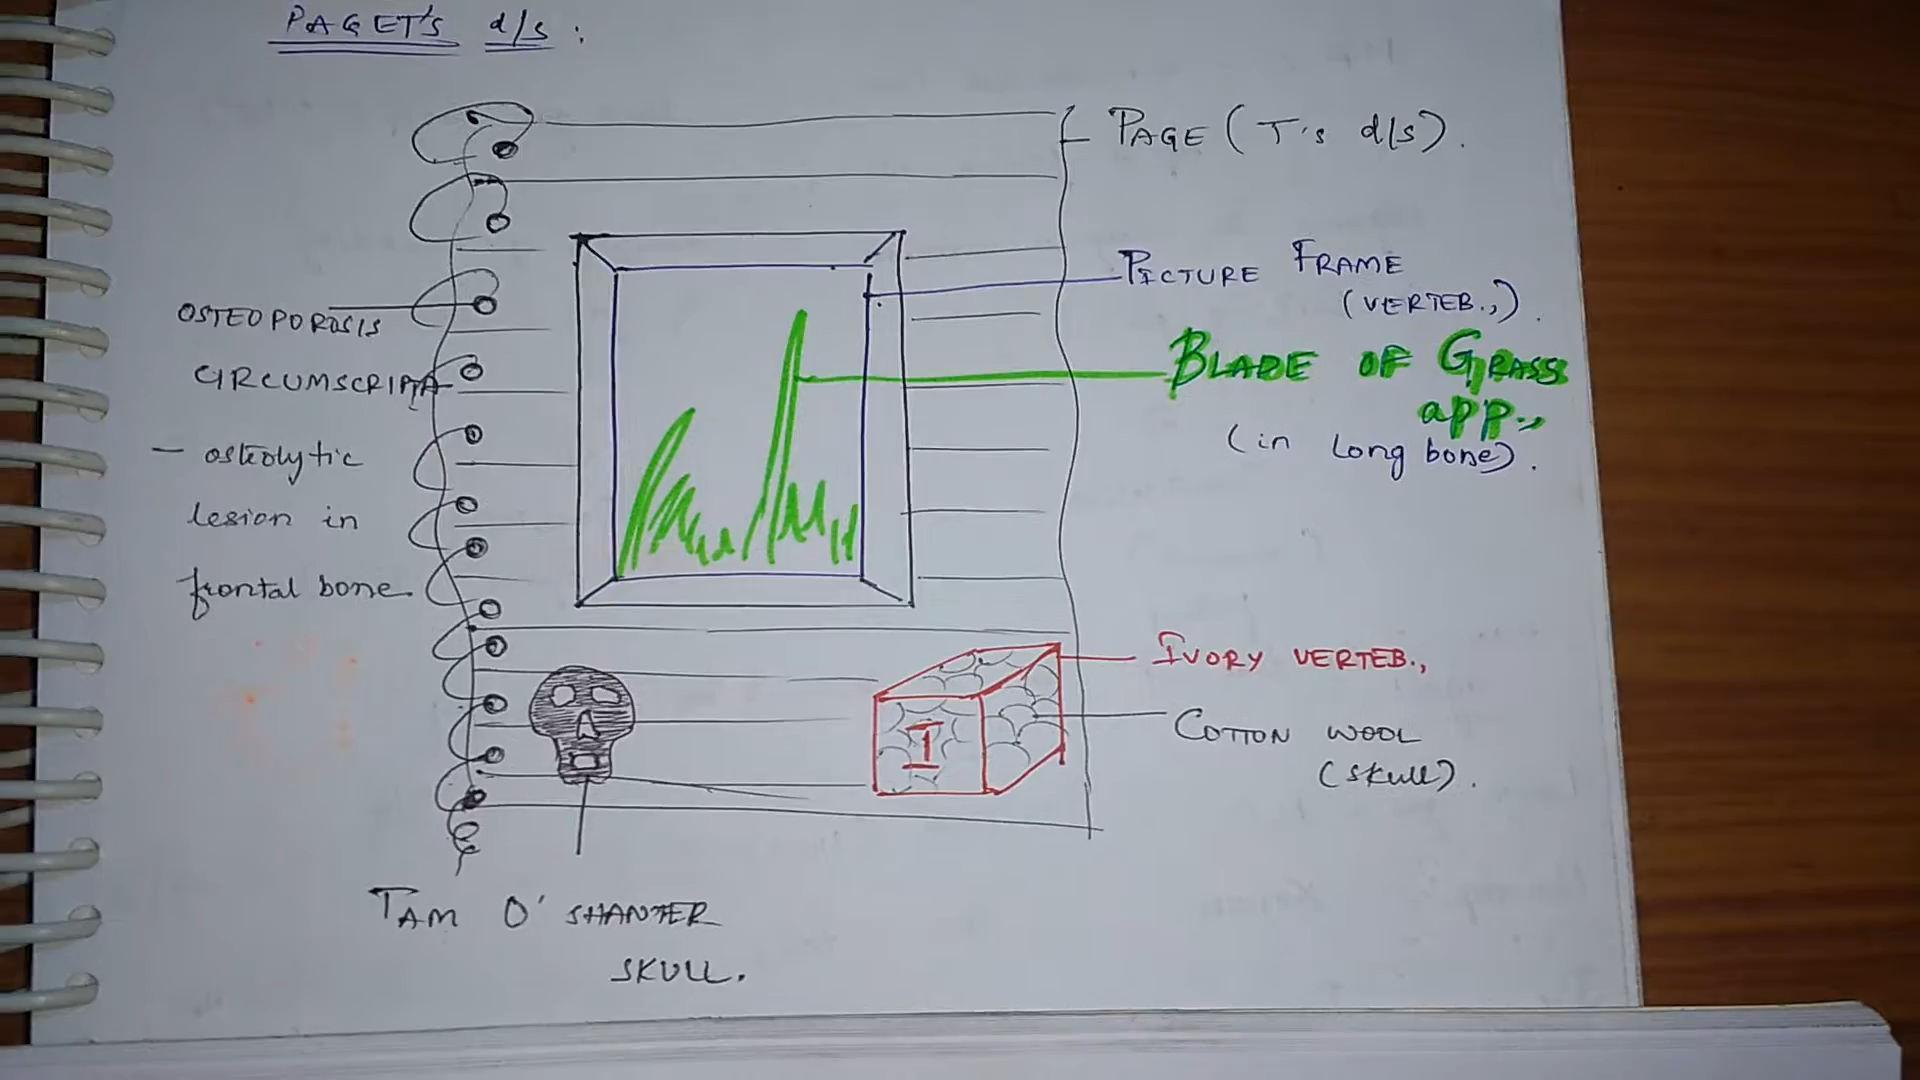 PAGET'S d/s :
PAGE (T's d/s).
PICTURE FRAME
(VERTEB.,).
BLADE OF GRASS
app.,
(in long bone).
OSTEOPOROSIS
CIRCUMSCRIPTA
- osteolytic
lesion in
frontal bone.
IVORY VERTEB.,
I
COTTON WOOL
(skull).
TAM O' SHANTER
SKULL.